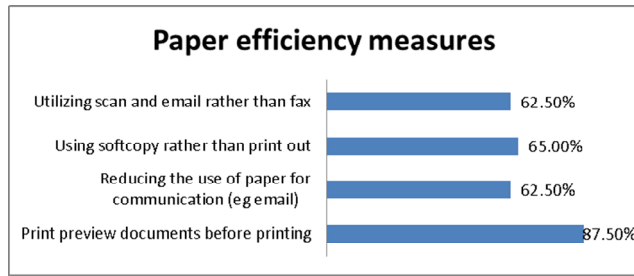 Paper efficiency measures
Utilizing scan and email rather than fax
62.50%
Using softcopy rather than print out
65.00%
Reducing the use of paper for
communication (eg email)
62.50%
Print preview documents before printing
87.50%